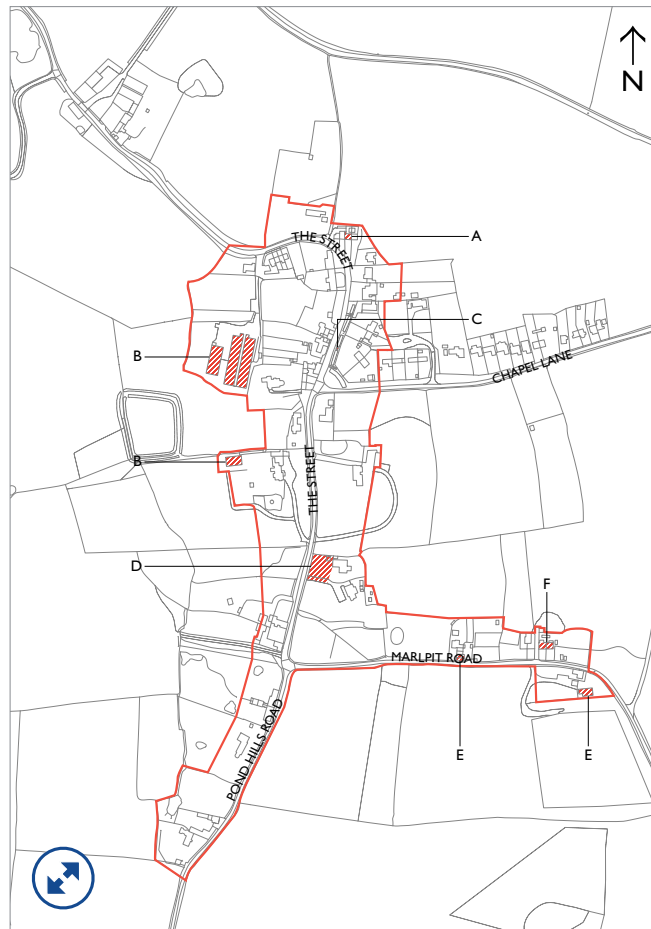 N
THE STREET
A
C
B
CHAPEL LANE
B
THE STREET
D
F
MARLPIT ROAD
E
E
POND HILLS ROAD